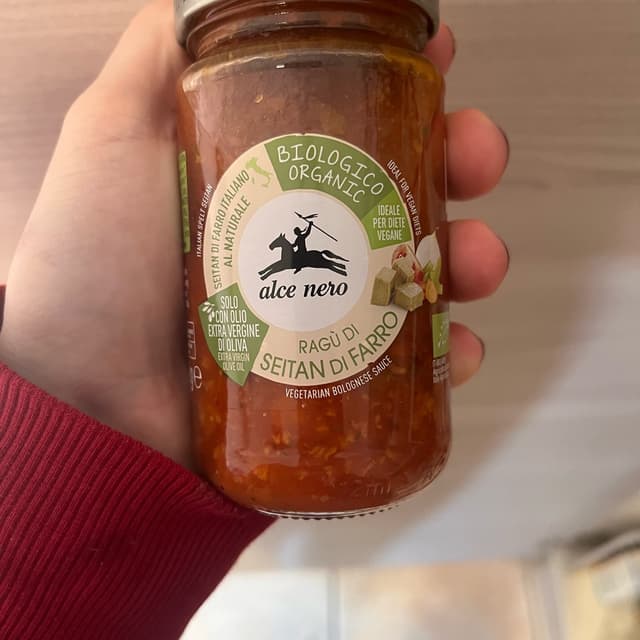 BIOLOGICO
ORGANIC
IDEAL FOR VEGAN DIETS
IDEALE
PER DIETE
VEGANE
ITALIAN SPELT SEITAN
SEITAN DI FARRO ITALIANO
AL NATURALE
alce nero
SOLO
CON OLIO
EXTRA VERGINE
DI OLIVA
EXTRA VIRGIN
OLIVE OIL
RAGÙ DI
SEITAN DI FARRO
VEGETARIAN BOLOGNESE SAUCE